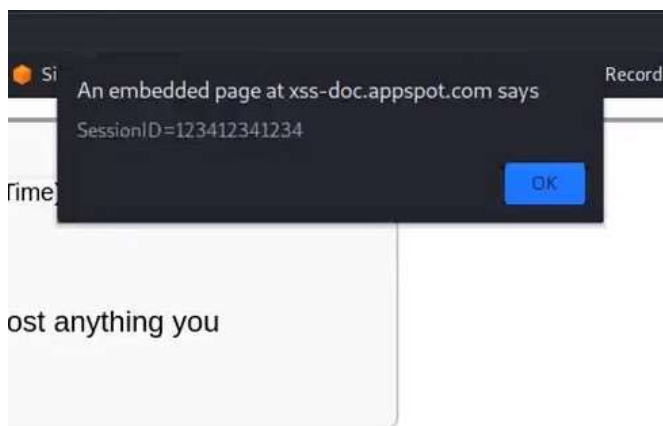 Si
Record
An embedded page at xss-doc.appspot.com says
SessionID=123412341234
OK
Time)
ost anything you